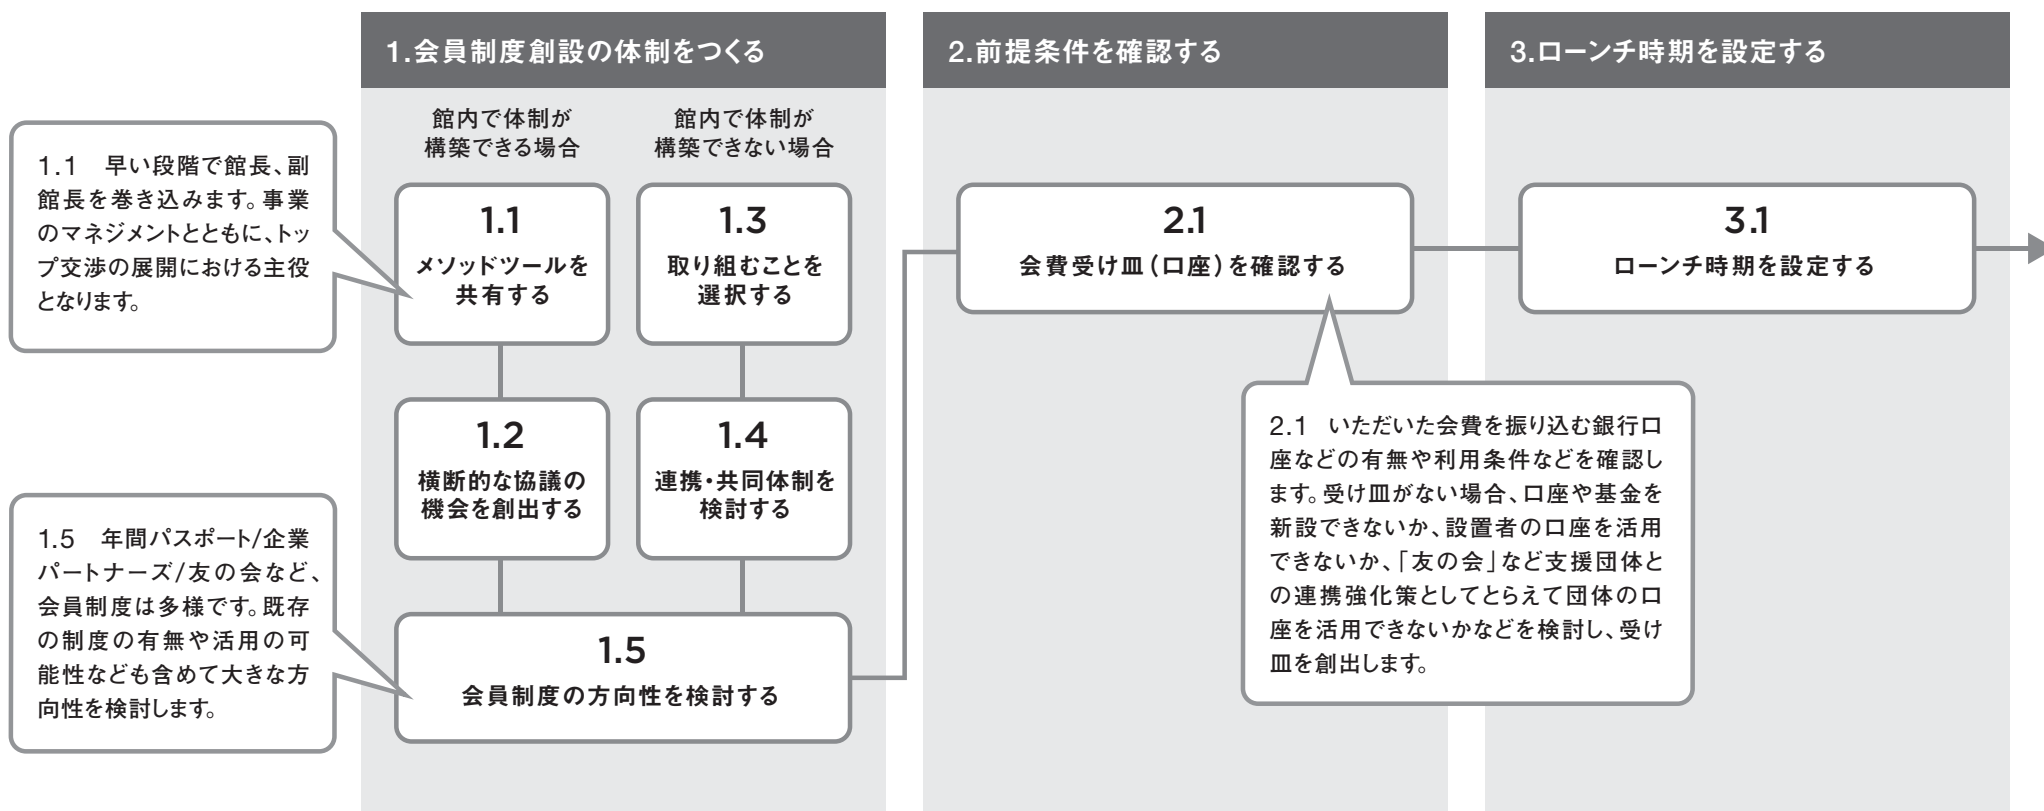 1.会員制度創設の体制をつくる
館内で体制が
構築できる場合
館内で体制が
構築できない場合
1.1
メソッドツールを
共有する
1.3
取り組むことを
選択する
1.2
横断的な協議の
機会を創出する
1.4
連携・共同体制を
検討する
1.5
会員制度の方向性を検討する
1.1 早い段階で館長、副
館長を巻き込みます。事業
のマネジメントとともに、トッ
プ交渉の展開における主役
となります。
1.5 年間パスポート/企業
パートナーズ/友の会など、
会員制度は多様です。既存
の制度の有無や活用の可
能性なども含めて大きな方
向性を検討します。
2.前提条件を確認する
2.1
会費受け皿（口座）を確認する
2.1 いただいた会費を振り込む銀行口
座などの有無や利用条件などを確認し
ます。受け皿がない場合、口座や基金を
新設できないか、設置者の口座を活用
できないか、「友の会」など支援団体と
の連携強化策としてとらえて団体の口
座を活用できないかなどを検討し、受け
皿を創出します。
3.ローンチ時期を設定する
3.1
ローンチ時期を設定する